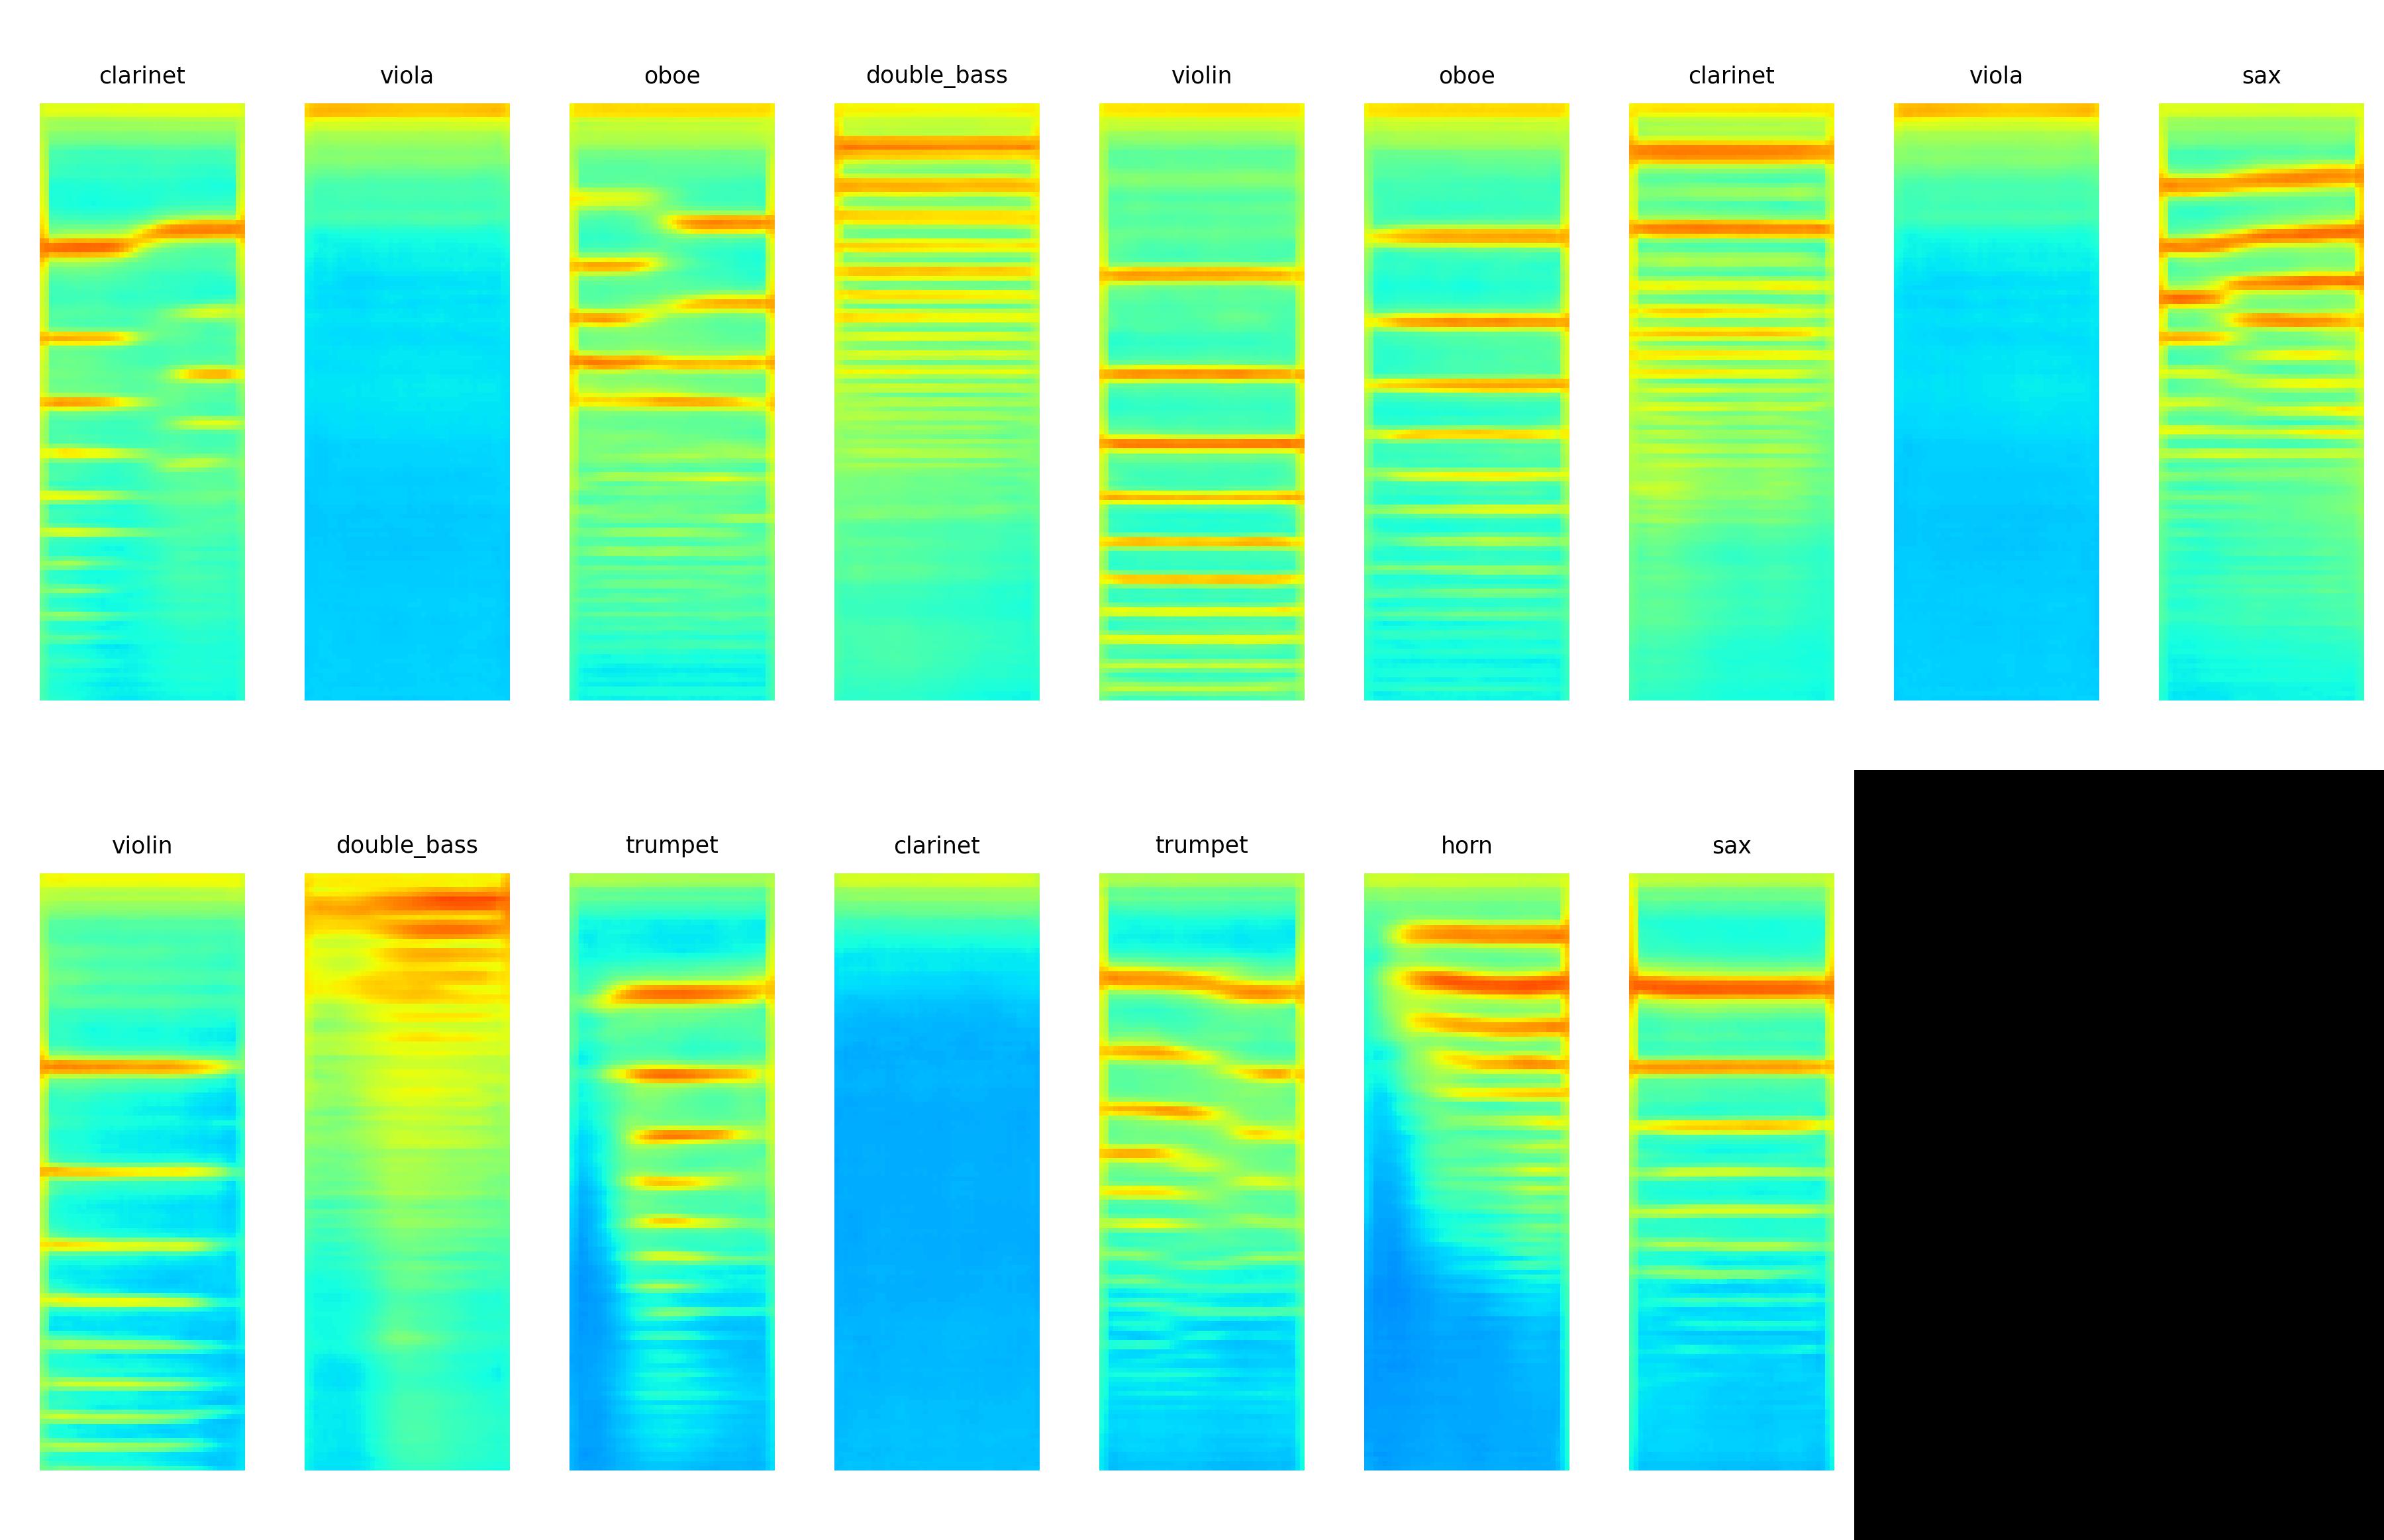 clarinet viola oboe double_bass violin oboe clarinet viola sax
violin double_bass trumpet clarinet trumpet horn sax